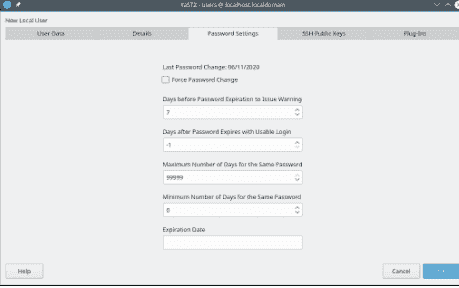 YaST2 - users @ localhost.localdomain
New Local User
User Data Details Password Settings SSH Public Keys Plug-Ins
Last Password Change: 06/11/2020
Force Password Change
Days before Password Expiration to Issue Warning
7
Days after Password Expires with Usable Login
-1
Maximum Number of Days for the Same Password
99999
Minimum Number of Days for the Same Password
0
Expiration Date
Help Cancel